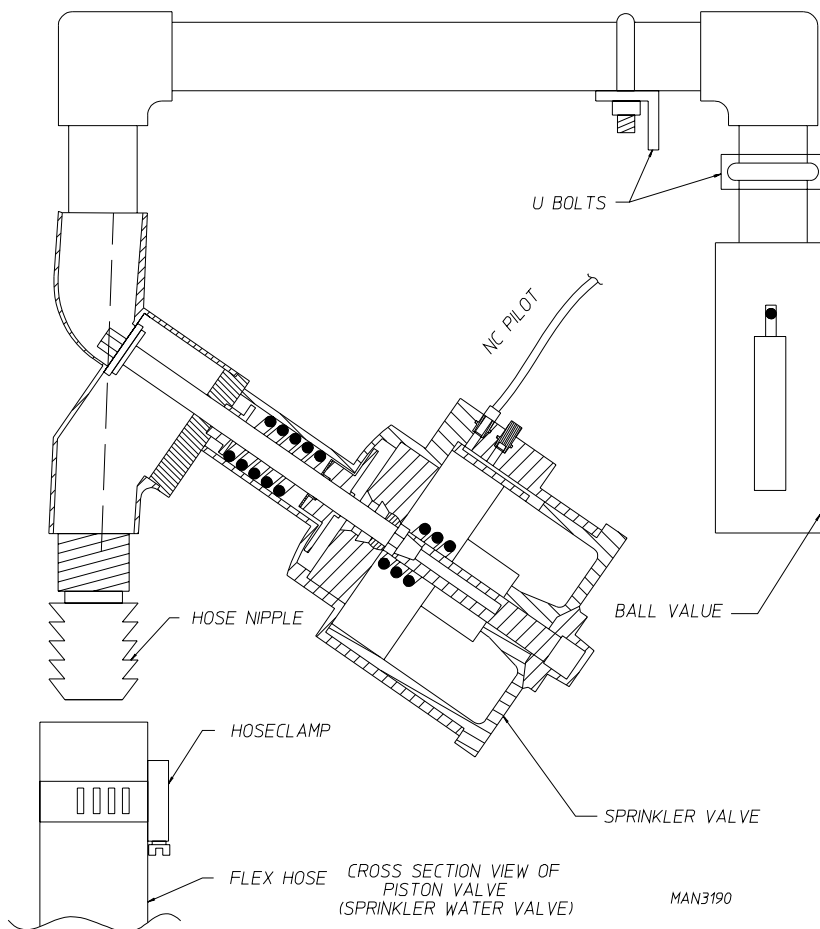 U BOLTS
NC PILOT
BALL VALUE
HOSE NIPPLE
HOSECLAMP
SPRINKLER VALVE
FLEX HOSE
CROSS SECTION VIEW OF
PISTON VALVE
(SPRINKLER WATER VALVE)
MAN3190